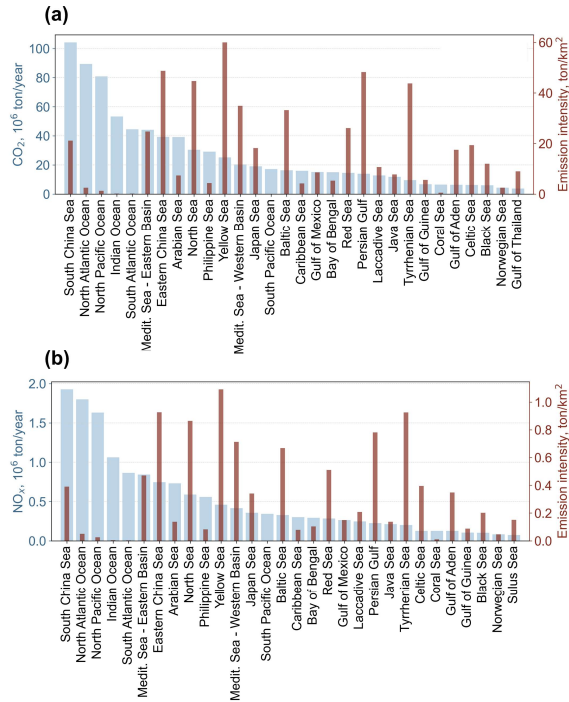 (a)
CO2, 10^6 ton/year
100
80
60
40
20
0
60
40
20
0
Emission intensity, ton/km2
South China Sea
North Atlantic Ocean
North Pacific Ocean
Indian Ocean
South Atlantic Ocean
Medit. Sea - Eastern Basin
Eastern China Sea
Arabian Sea
North Sea
Philippine Sea
Yellow Sea
Medit. Sea - Western Basin
Japan Sea
South Pacific Ocean
Baltic Sea
Caribbean Sea
Gulf of Mexico
Bay of Bengal
Red Sea
Persian Gulf
Laccadive Sea
Java Sea
Tyrrhenian Sea
Gulf of Guinea
Coral Sea
Gulf of Aden
Celtic Sea
Black Sea
Norwegian Sea
Gulf of Thailand
(b)
NOx, 10^6 ton/year
2.0
1.5
1.0
0.5
0.0
1.0
0.8
0.6
0.4
0.2
0.0
Emission intensity, ton/km2
South China Sea
North Atlantic Ocean
North Pacific Ocean
Indian Ocean
South Atlantic Ocean
Medit. Sea - Eastern Basin
Eastern China Sea
Arabian Sea
North Sea
Philippine Sea
Yellow Sea
Medit. Sea - Western Basin
Japan Sea
South Pacific Ocean
Baltic Sea
Caribbean Sea
Bay of Bengal
Red Sea
Gulf of Mexico
Laccadive Sea
Persian Gulf
Java Sea
Tyrrhenian Sea
Celtic Sea
Coral Sea
Gulf of Aden
Gulf of Guinea
Black Sea
Norwegian Sea
Sulus Sea